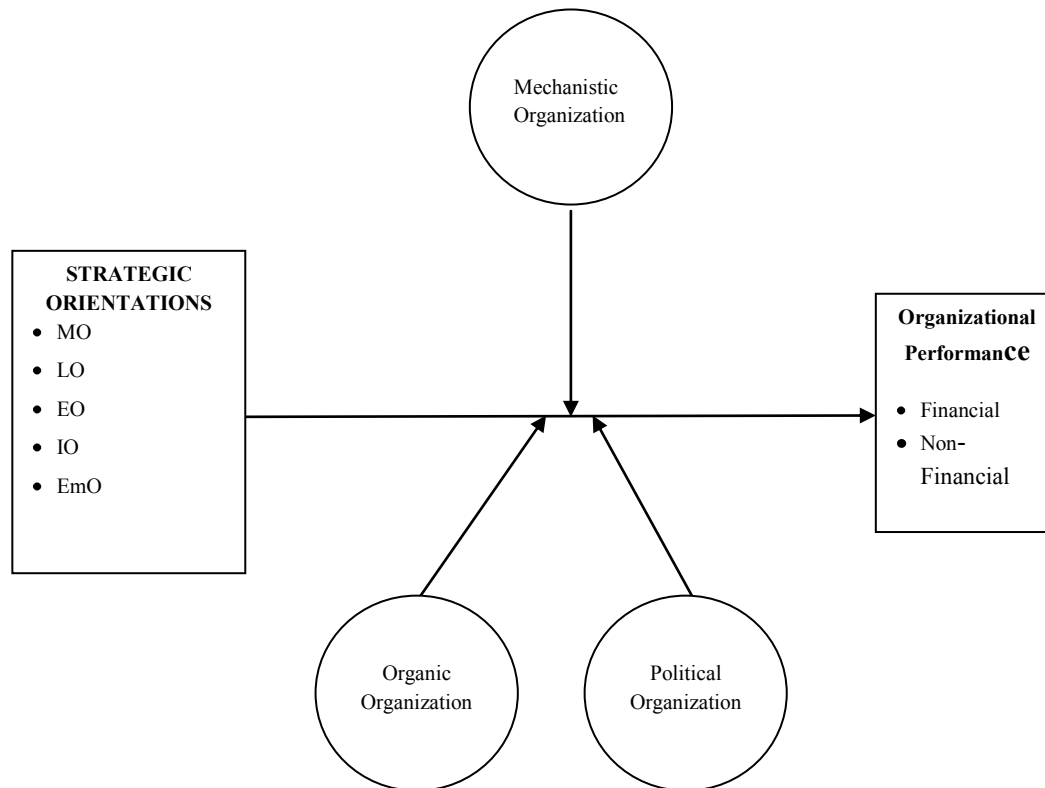 Mechanistic
Organization
STRATEGIC
ORIENTATIONS
• MO
• LO
• EO
• IO
• EmO
Organizational
Performance
• Financial
• Non-
Financial
Organic
Organization
Political
Organization